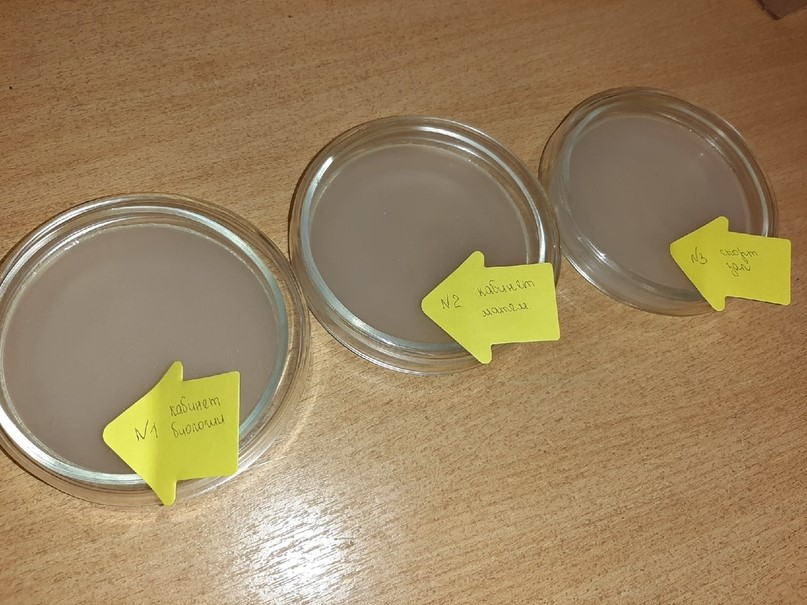 N1 кабинет
биологии
N2 кабинет
матем
N3 спорт
зал